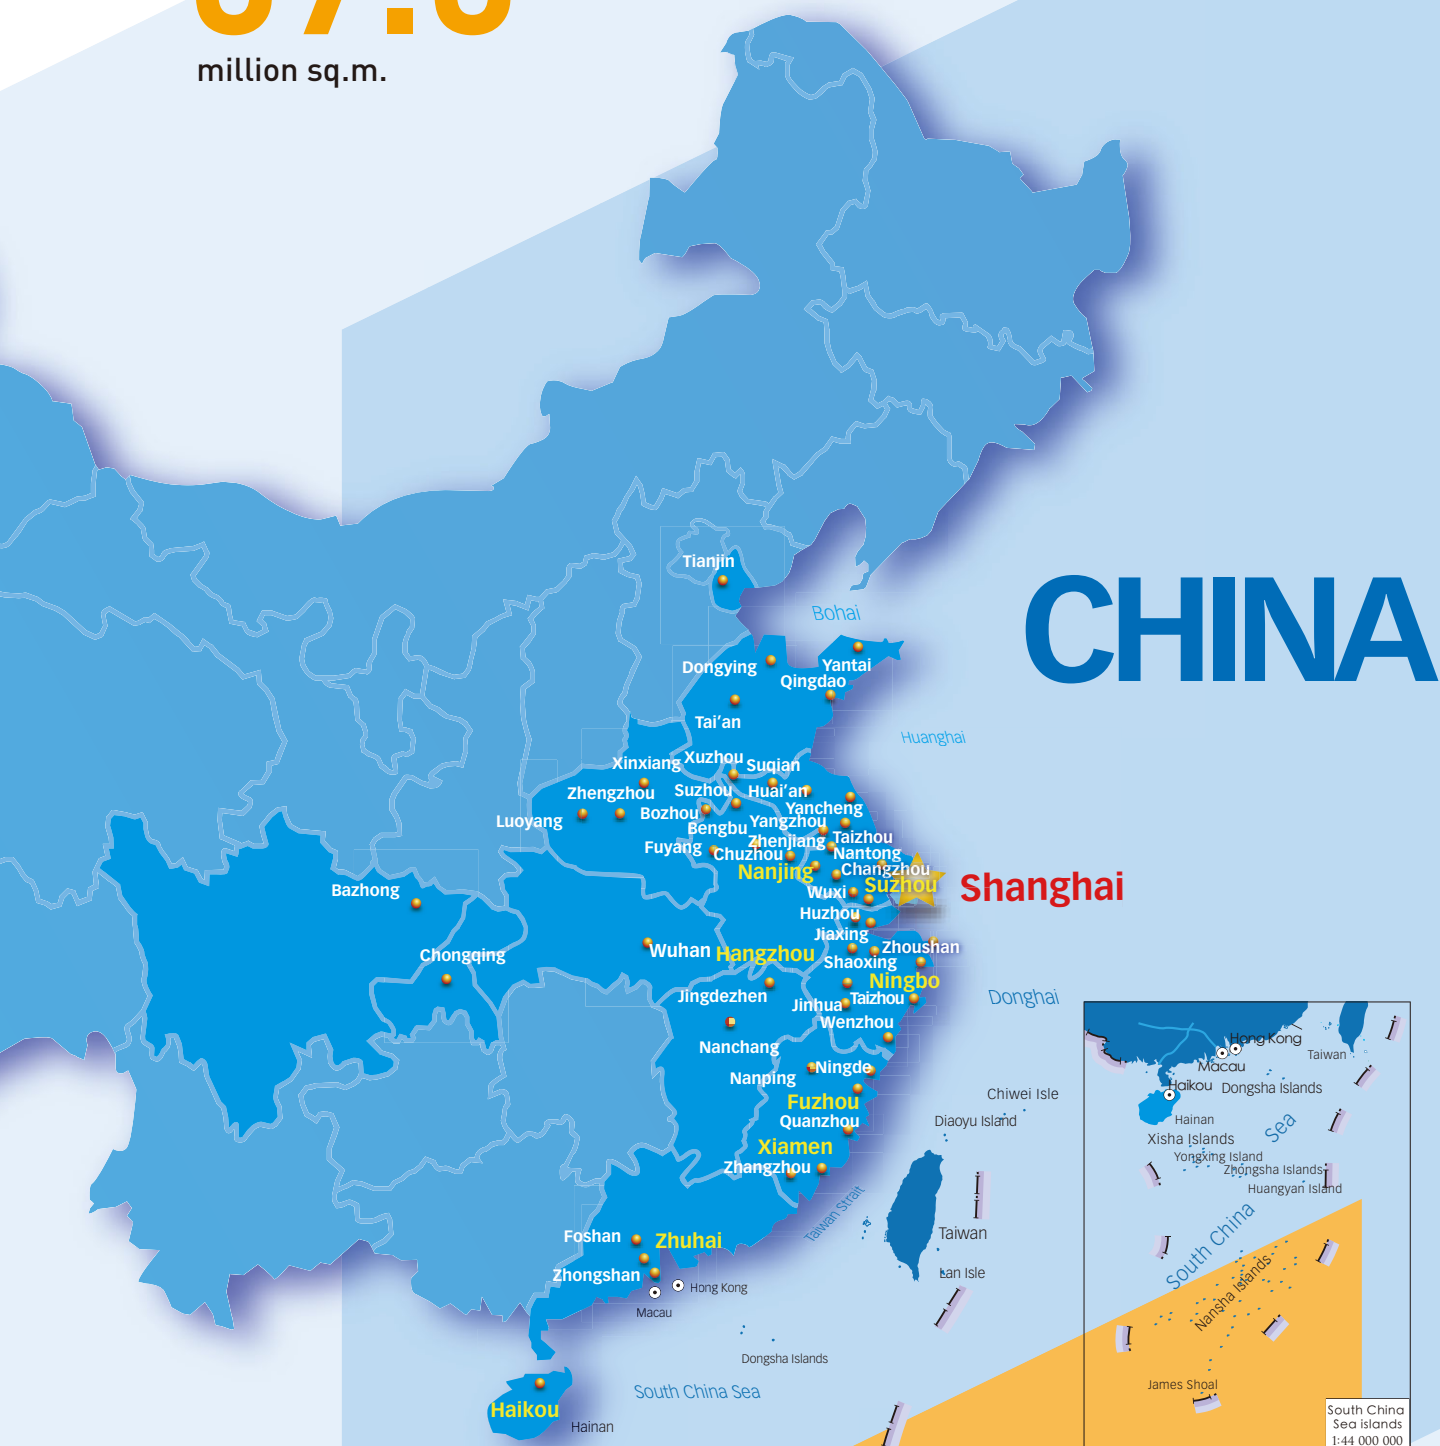 million sq.m.
CHINA
Tianjin
Bohai
Dongying
Yantai
Qingdao
Tai'an
Huanghai
Xinxiang
Xuzhou
Suqian
Zhengzhou
Suzhou
Huai'an
Luoyang
Bozhou
Yancheng
Bengbu
Yangzhou
Fuyang
Zhenjiang
Taizhou
Chuzhou
Nantong
Nanjing
Changzhou
Suzhou
Shanghai
Bazhong
Wuxi
Huzhou
Jiaxing
Chongqing
Wuhan
Hangzhou
Zhoushan
Shaoxing
Ningbo
Jingdezhen
Jinhua
Taizhou
Donghai
Wenzhou
Nanchang
Nanping
Ningde
Fuzhou
Chiwei Isle
Quanzhou
Diaoyu Island
Xiamen
Zhangzhou
Taiwan Strait
Foshan
Zhuhai
Taiwan
Zhongshan
Lan Isle
Hong Kong
Macau
Dongsha Islands
South China Sea
Haikou
Hainan
Hong Kong
Taiwan
Macau
Haikou
Dongsha Islands
Hainan
Sea
Xisha Islands
Yongxing Island
Zhongsha Islands
Huangyan Island
South China
Nansha Islands
James Shoal
South China
Sea islands
1:44 000 000